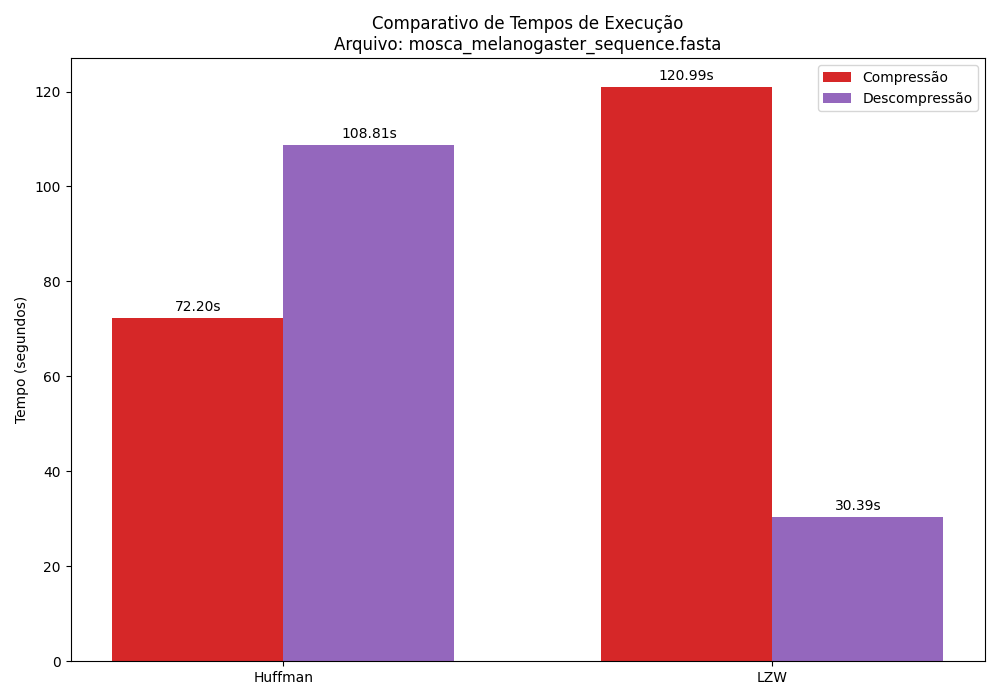 Comparativo de Tempos de Execução
Arquivo: mosca_melanogaster_sequence.fasta
Compressão
Descompressão
120.99s
108.81s
72.20s
30.39s
Tempo (segundos)
120
100
80
60
40
20
0
Huffman
LZW